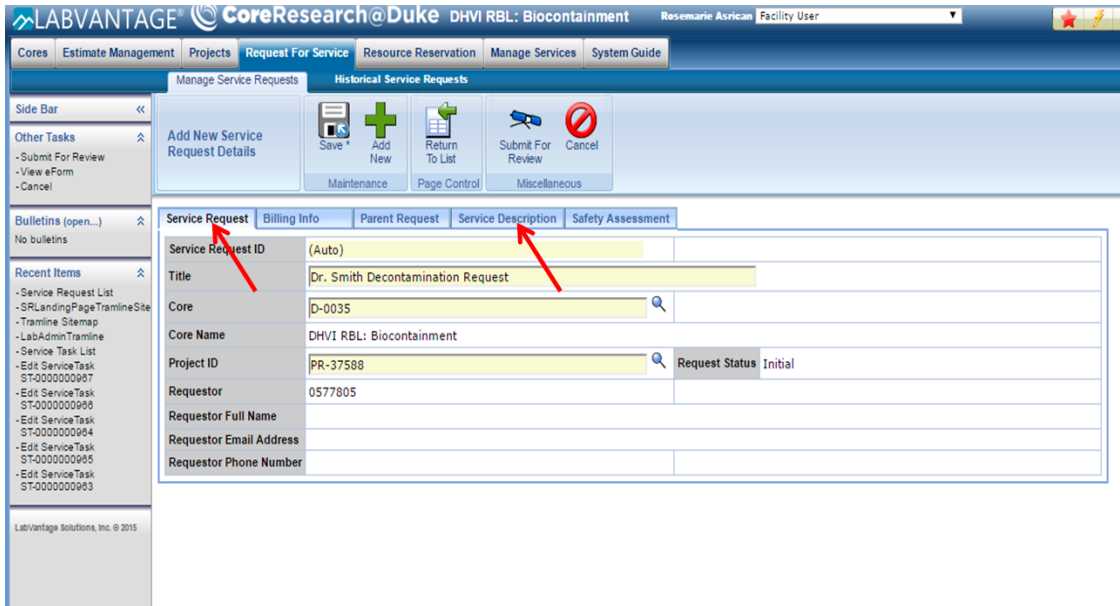 LABVANTAGE® CoreResearch@Duke DHVI RBL: Biocontainment Rosemarie Asrican Facility User
Cores Estimate Management Projects Request For Service Resource Reservation Manage Services System Guide
Manage Service Requests Historical Service Requests
Side Bar
Other Tasks
- Submit For Review
- View eForm
- Cancel
Bulletins (open...)
No bulletins
Recent Items
- Service Request List
- SRLandingPageTramlineSite
- Tramline Sitemap
- LabAdminTramline
- Service Task List
- Edit ServiceTask
ST-0000000967
- Edit ServiceTask
ST-0000000966
- Edit ServiceTask
ST-0000000964
- Edit ServiceTask
ST-0000000965
- Edit ServiceTask
ST-0000000963
LabVantage Solutions, Inc. © 2015
Add New Service
Request Details
Save *
Add
New
Maintenance
Return
To List
Page Control
Submit For
Review
Cancel
Miscellaneous
Service Request Billing Info Parent Request Service Description Safety Assessment
Service Request ID (Auto)
Title Dr. Smith Decontamination Request
Core D-0035
Core Name DHVI RBL: Biocontainment
Project ID PR-37588 Request Status Initial
Requestor 0577805
Requestor Full Name
Requestor Email Address
Requestor Phone Number